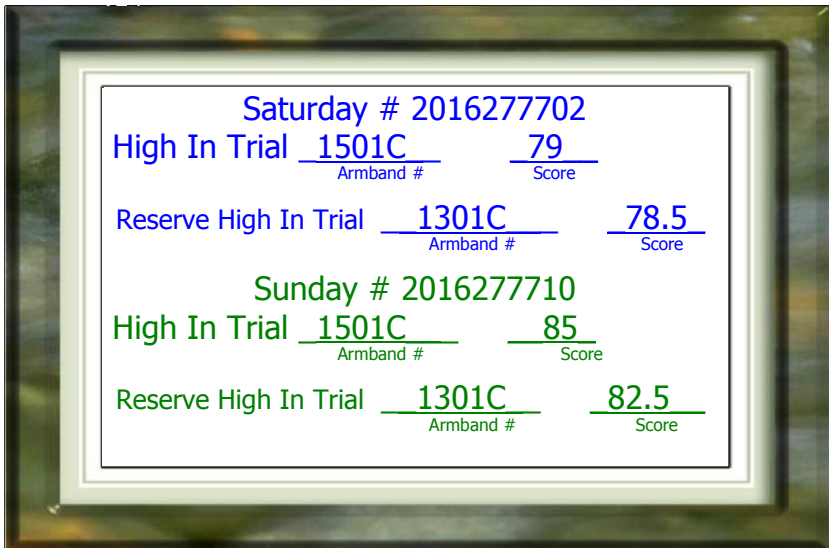 Saturday # 2016277702
High In Trial _1501C__ _79__
Armband # Score
Reserve High In Trial __1301C___ _78.5_
Armband # Score
Sunday # 2016277710
High In Trial _1501C___ __85_
Armband # Score
Reserve High In Trial __1301C__ _82.5__
Armband # Score